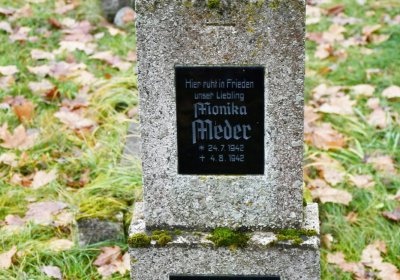 Hier ruht in Frieden
unser Liebling
Monika
Meder
* 24.7.1942
+ 4.8.1942